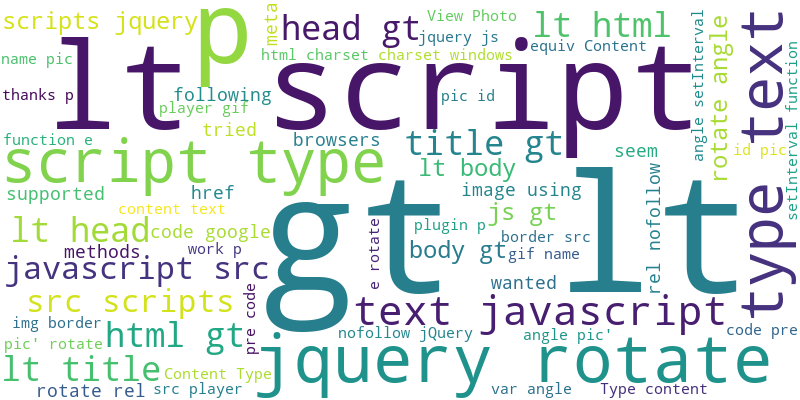 scripts jquery
p
meta
head gt
View Photo
lt html
jquery js
equiv Content
name pic
html charset
charset windows
lt script
thanks p
following
pic id
player gif
tried
function e
browsers
title gt
script type
lt body
seem
supported
href
image using
rel nofollow
angle setInterval
rotate angle
type text
setInterval function
id pic
content text
gt lt
js gt
plugin p
lt head
code google
e rotate
border src
methods
work p
body gt
gif name
javascript src
wanted
pre code
src scripts
text javascript
img border
html gt
nofollow jQuery
angle pic'
code pre
pic' rotate
jquery rotate
lt title
Content Type
rotate rel
src player
var angle
Type content